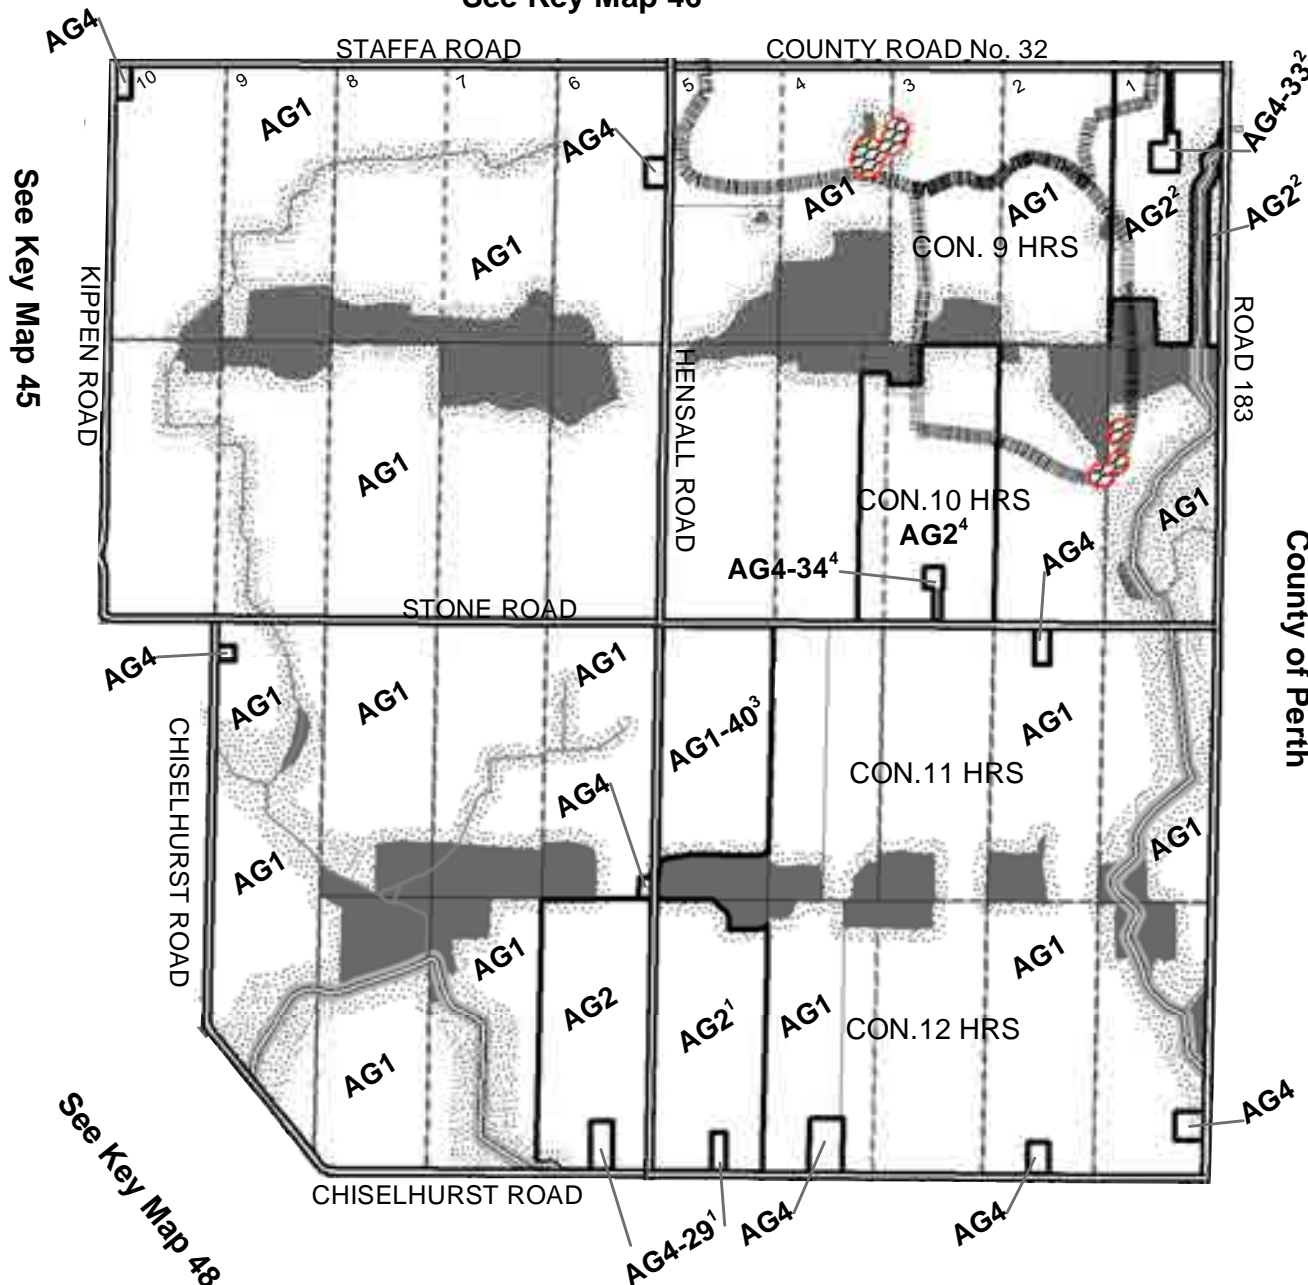 See Key Map 46
AG4
STAFFA ROAD
COUNTY ROAD No. 32
10
9
8
7
6
5
4
3
2
1
AG4-33²
AG1
AG4
AG1
AG1
AG2²
AG2²
See Key Map 45
KIPPEN ROAD
AG1
CON. 9 HRS
ROAD 183
HENSALL ROAD
AG1
CON.10 HRS
AG2⁴
AG1
AG4-34⁴
AG4
County of Perth
STONE ROAD
AG4
AG1
AG1
AG1
AG1-40³
AG1
CHISELHURST ROAD
CON.11 HRS
AG4
AG1
AG1
AG1
AG1
AG2
AG2¹
AG1
CON.12 HRS
AG1
AG4
See Key Map 48
CHISELHURST ROAD
AG4-29¹
AG4
AG4